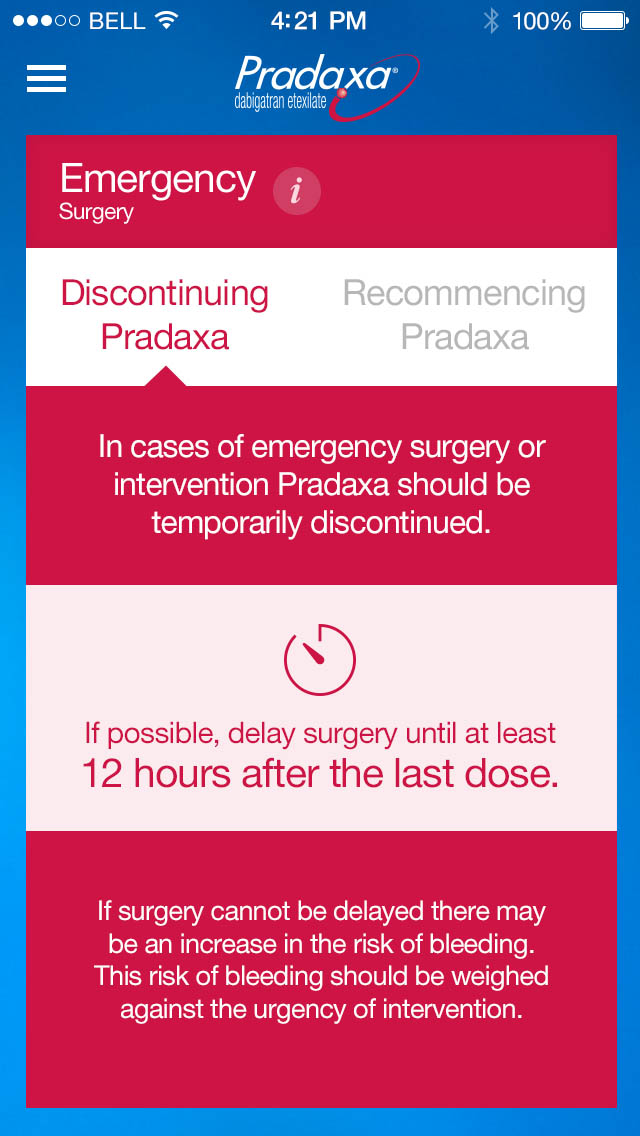 BELL 4:21 PM 100%
Pradaxa®
dabigatran etexilate
Emergency i
Surgery
Discontinuing
Pradaxa
Recommencing
Pradaxa
In cases of emergency surgery or
intervention Pradaxa should be
temporarily discontinued.
If possible, delay surgery until at least
12 hours after the last dose.
If surgery cannot be delayed there may
be an increase in the risk of bleeding.
This risk of bleeding should be weighed
against the urgency of intervention.